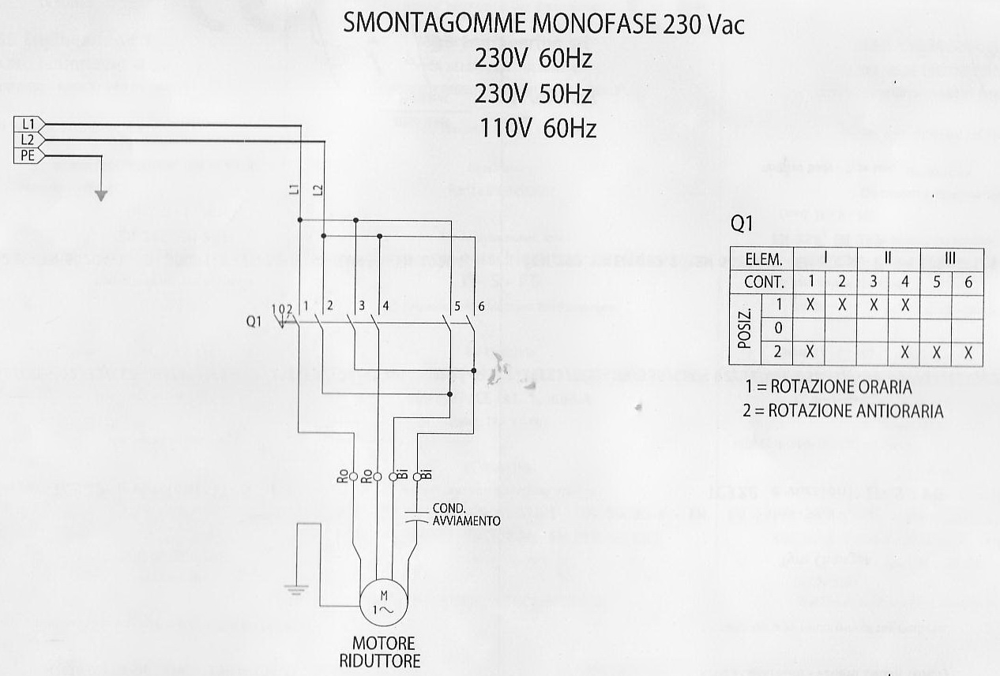 SMONTAGOMME MONOFASE 230 Vac
230V 60Hz
230V 50Hz
110V 60Hz
L1
L2
PE
L1
L2
Q1
1 0 2
1
2
3
4
5
6
Ro
Ro
Bi
Bi
COND.
AVVIAMENTO
M
1~
MOTORE
RIDUTTORE
Q1
ELEM. I II III
CONT. 1 2 3 4 5 6
POSIZ.
1 X X X X
0
2 X X X X
1 = ROTAZIONE ORARIA
2 = ROTAZIONE ANTIORARIA